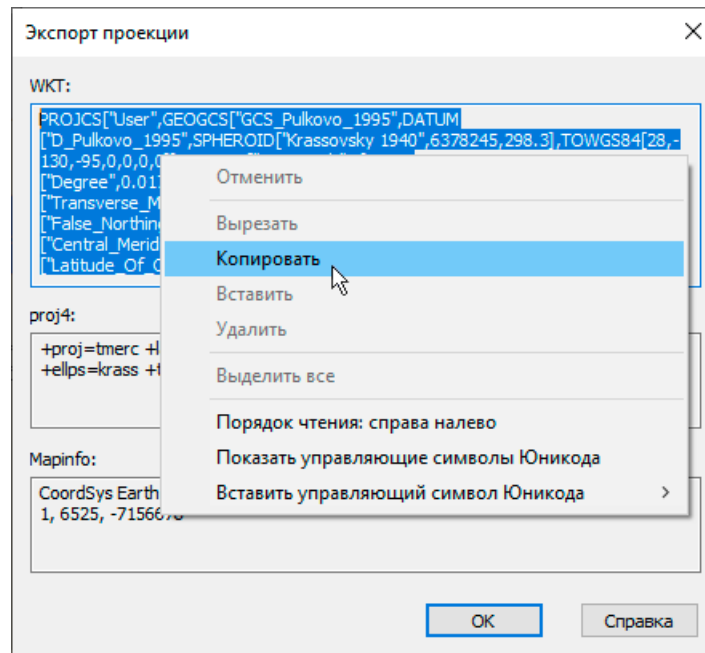 Экспорт проекции
WKT:
PROJCS["User",GEOGCS["GCS_Pulkovo_1995",DATUM
["D_Pulkovo_1995",SPHEROID["Krassovsky 1940",6378245,298.3],TOWGS84[28,-
130,-95,0,0,0,0
["Degree",0.01
["Transverse_M
["False_Northin
["Central_Merid
["Latitude_Of_
Отменить
Вырезать
Копировать
Вставить
Удалить
Выделить все
Порядок чтения: справа налево
Показать управляющие символы Юникода
Вставить управляющий символ Юникода
proj4:
+proj=tmerc +l
+ellps=krass +t
Mapinfo:
CoordSys Earth
1, 6525,
OK
Справка